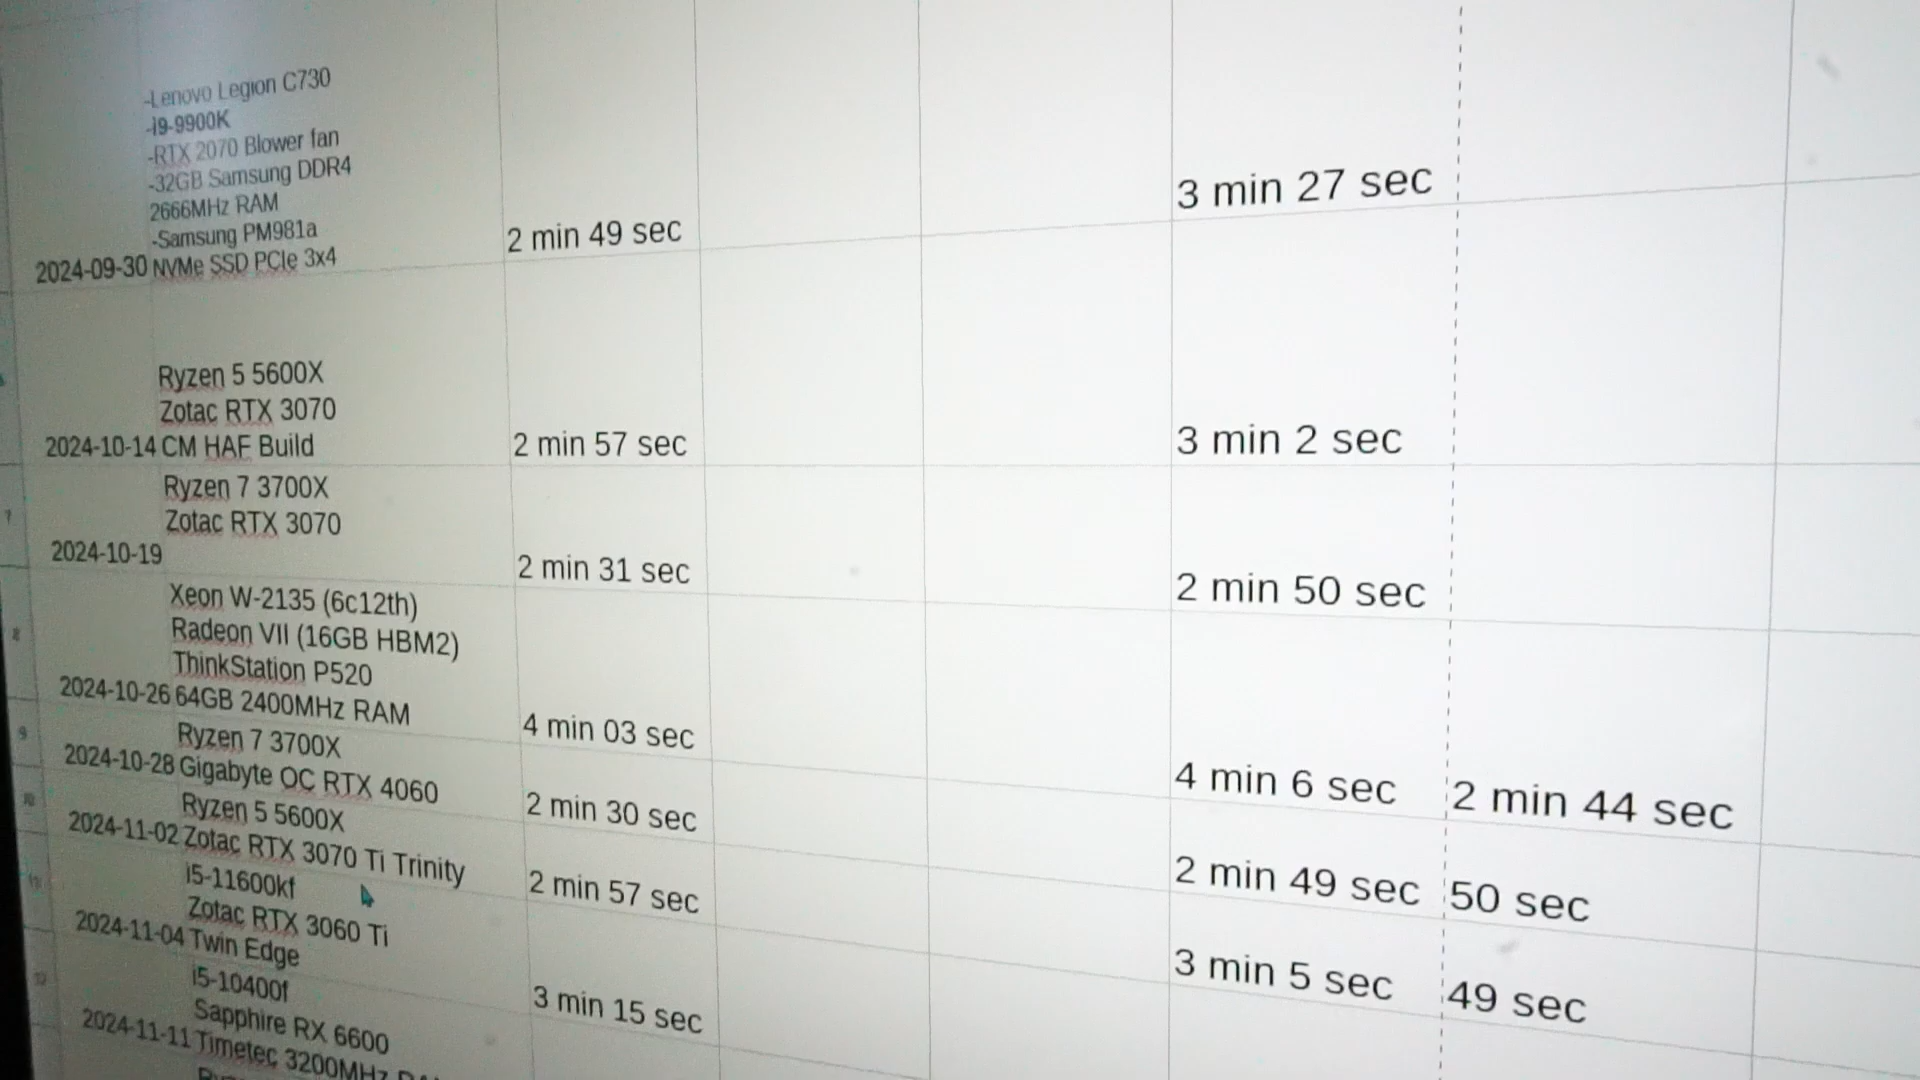 -Lenovo Legion C730
-i9-9900K
-RTX 2070 Blower fan
-32GB Samsung DDR4
2666MHz RAM
-Samsung PM981a
2024-09-30 NVMe SSD PCIe 3x4 2 min 49 sec 3 min 27 sec
Ryzen 5 5600X
Zotac RTX 3070
2024-10-14 CM HAF Build 2 min 57 sec 3 min 2 sec
7
Ryzen 7 3700X
Zotac RTX 3070
2024-10-19 2 min 31 sec 2 min 50 sec
8
Xeon W-2135 (6c12th)
Radeon VII (16GB HBM2)
ThinkStation P520
2024-10-26 64GB 2400MHz RAM 4 min 03 sec 4 min 6 sec 2 min 44 sec
9
Ryzen 7 3700X
2024-10-28 Gigabyte OC RTX 4060 2 min 30 sec 2 min 49 sec 50 sec
10
Ryzen 5 5600X
2024-11-02 Zotac RTX 3070 Ti Trinity 2 min 57 sec 3 min 5 sec 49 sec
11
i5-11600kf
Zotac RTX 3060 Ti
2024-11-04 Twin Edge 3 min 15 sec
12
i5-10400f
Sapphire RX 6600
2024-11-11 Timetec 3200MHz